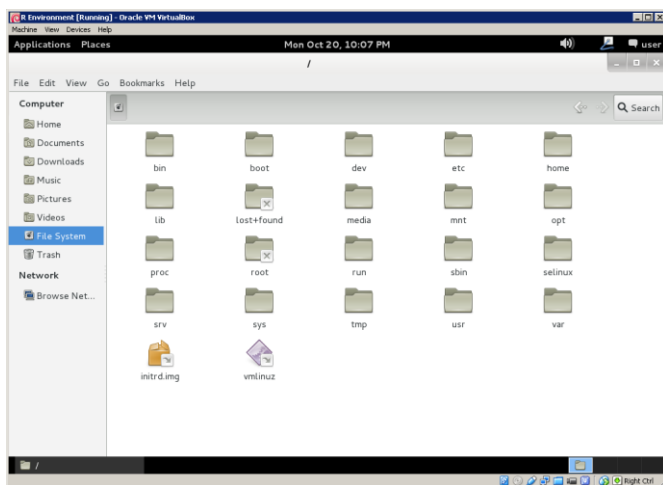 R Environment [Running] - Oracle VM VirtualBox
Machine View Devices Help
Applications Places Mon Oct 20, 10:07 PM user
/
File Edit View Go Bookmarks Help
Computer
Home
Documents
Downloads
Music
Pictures
Videos
File System
Trash
Network
Browse Net...
Search
bin boot dev etc home
lib lost+found media mnt opt
proc root run sbin selinux
srv sys tmp usr var
initrd.img vmlinuz
/
Right Ctrl